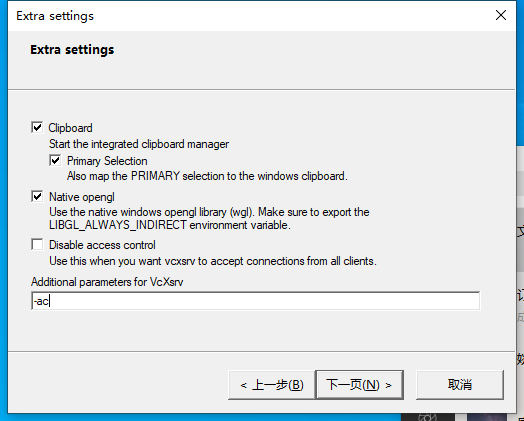 Extra settings
Extra settings
Clipboard
Start the integrated clipboard manager
Primary Selection
Also map the PRIMARY selection to the windows clipboard.
Native opengl
Use the native windows opengl library (wgl). Make sure to export the
LIBGL_ALWAYS_INDIRECT environment variable.
Disable access control
Use this when you want vcxsrv to accept connections from all clients.
Additional parameters for VcXsrv
-ac
< 上一步(B)
下一页(N) >
取消